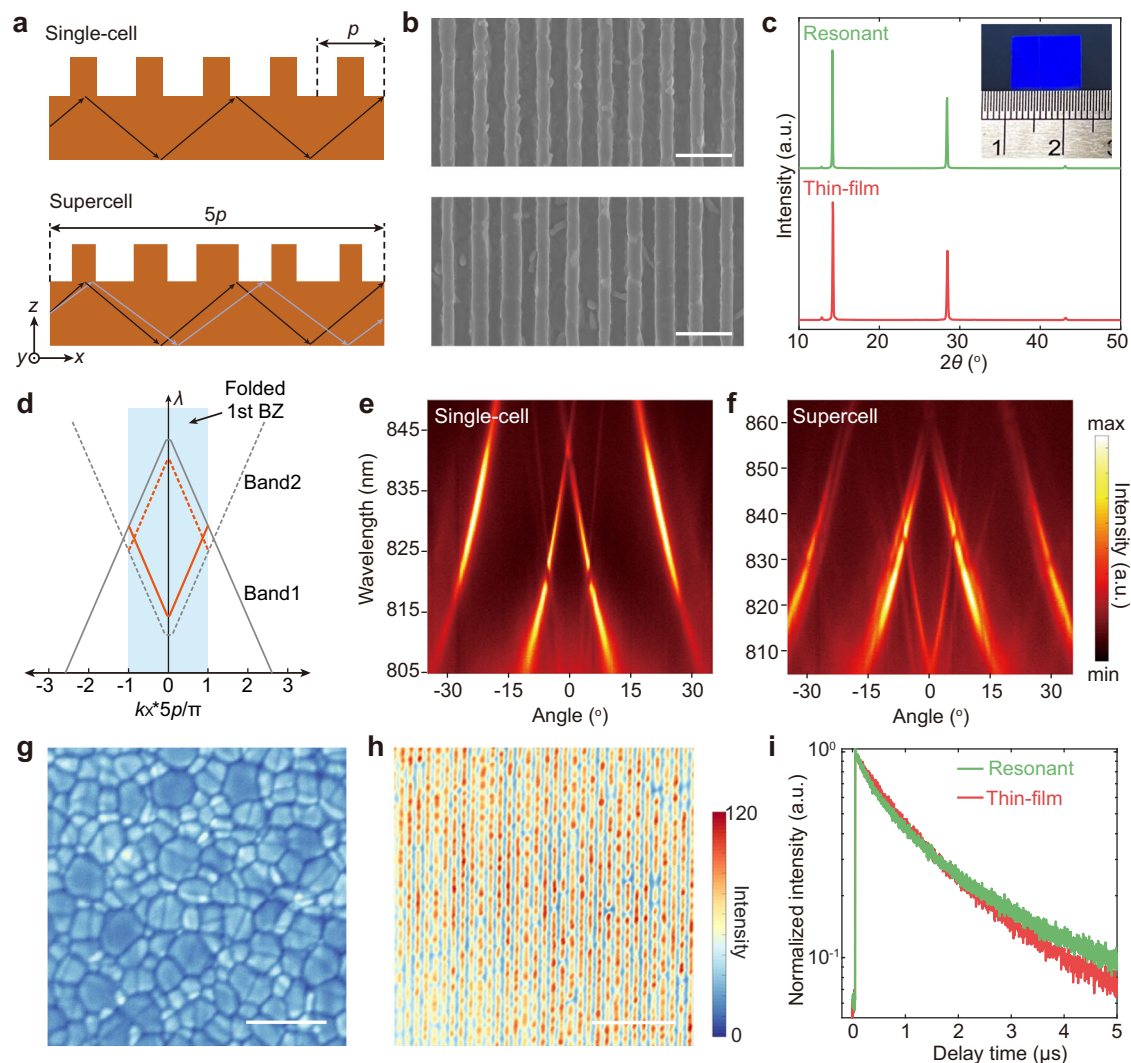 a
Single-cell
p
Supercell
5p
z
y
x
b
c
Resonant
Thin-film
Intensity (a.u.)
1 2 3
10 20 30 40 50
2θ (°)
d
λ
Folded
1st BZ
Band2
Band1
-3 -2 -1 0 1 2 3
kx*5p/π
e
Single-cell
Wavelength (nm)
845
835
825
815
805
-30 -15 0 15 30
Angle (°)
f
Supercell
860
850
840
830
820
810
-30 -15 0 15 30
Angle (°)
max
Intensity (a.u.)
min
g
h
120
Intensity
0
i
Resonant
Thin-film
Normalized intensity (a.u.)
10⁰
10⁻¹
0 1 2 3 4 5
Delay time (µs)